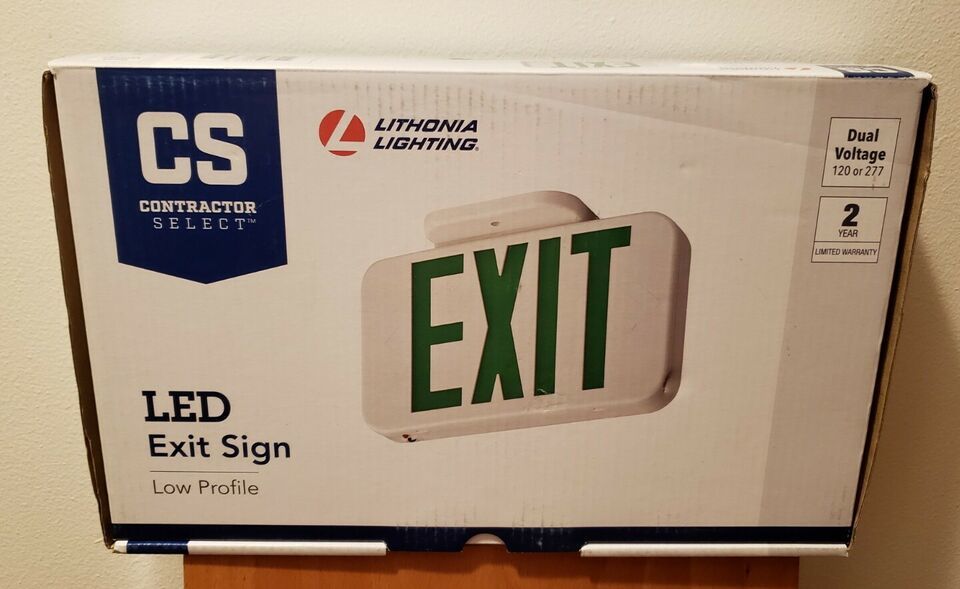 EXIT
CS
CONTRACTOR
SELECT™
LITHONIA
LIGHTING®
Dual
Voltage
120 or 277
2
YEAR
LIMITED WARRANTY
EXIT
LED
Exit Sign
Low Profile